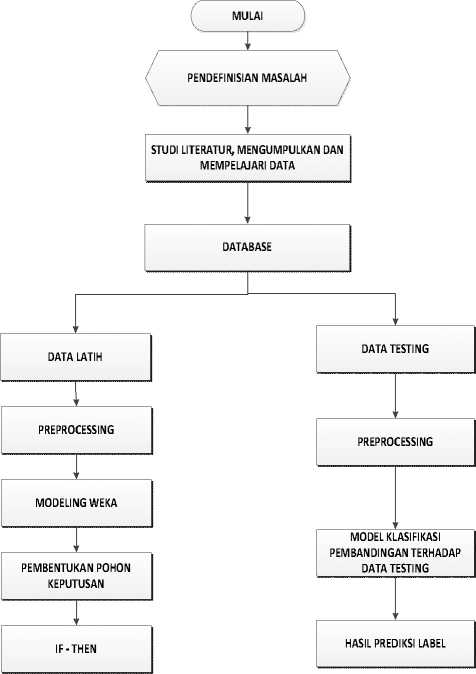 MULAI
PENDEFINISIAN MASALAH
STUDI LITERATUR, MENGUMPULKAN DAN
MEMPELAJARI DATA
DATABASE
DATA LATIH
PREPROCESSING
MODELING WEKA
PEMBENTUKAN POHON
KEPUTUSAN
IF - THEN
DATA TESTING
PREPROCESSING
MODEL KLASIFIKASI
PEMBANDINGAN TERHADAP
DATA TESTING
HASIL PREDIKSI LABEL